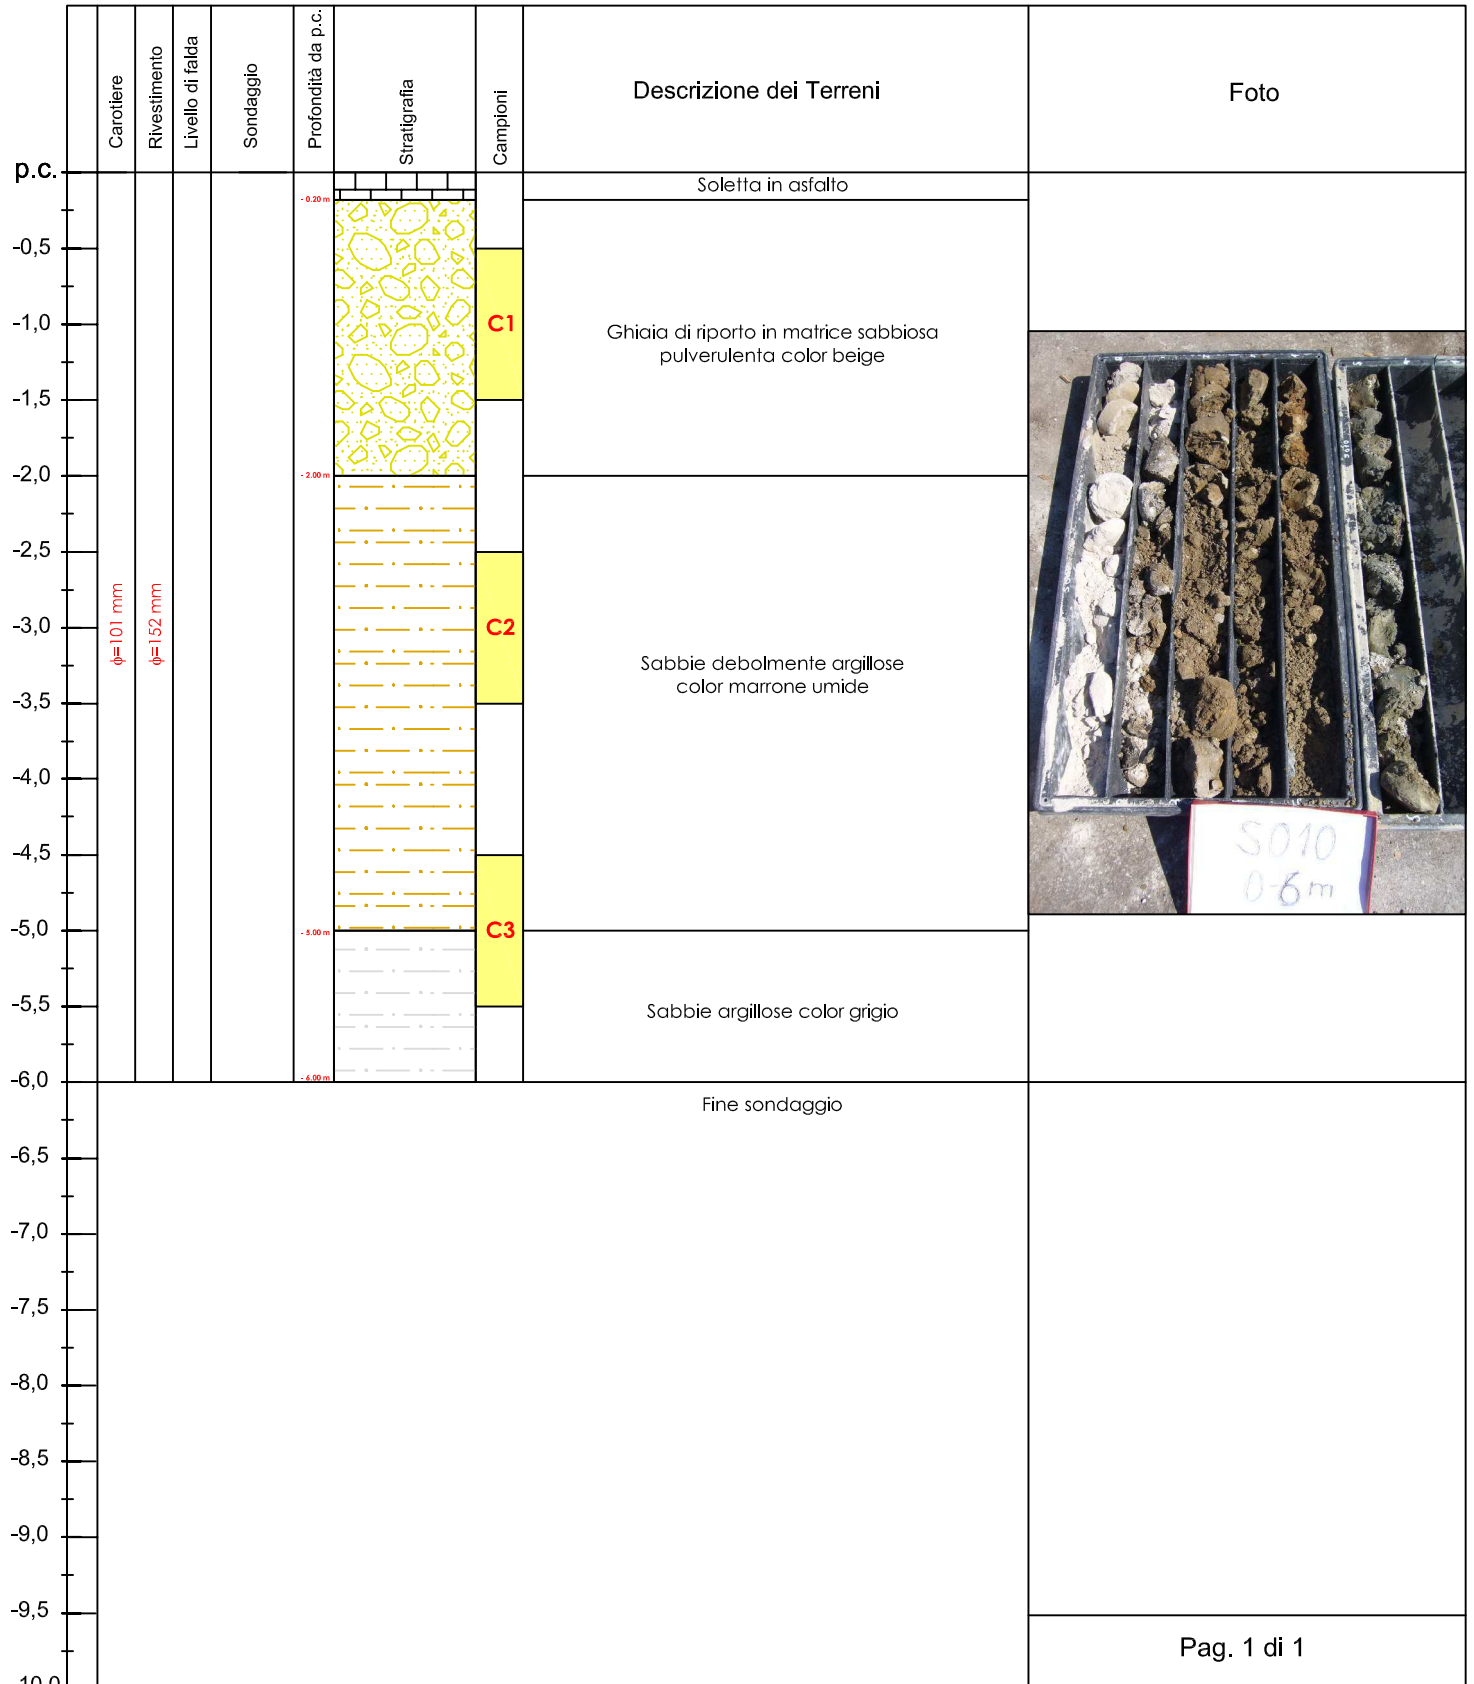 Carotiere
Rivestimento
Livello di falda
Sondaggio
Profondità da p.c.
Stratigrafia
Campioni
Descrizione dei Terreni
Foto
p.c.
Soletta in asfalto
- 0.20 m
-0,5
C1
-1,0
Ghiaia di riporto in matrice sabbiosa
pulverulenta color beige
-1,5
-2,0
- 2.00 m
-2,5
ϕ=101 mm
ϕ=152 mm
-3,0
C2
Sabbie debolmente argillose
color marrone umide
-3,5
-4,0
-4,5
S010
0-6m
-5,0
- 5.00 m
C3
-5,5
Sabbie argillose color grigio
-6,0
- 6.00 m
Fine sondaggio
-6,5
-7,0
-7,5
-8,0
-8,5
-9,0
-9,5
Pag. 1 di 1